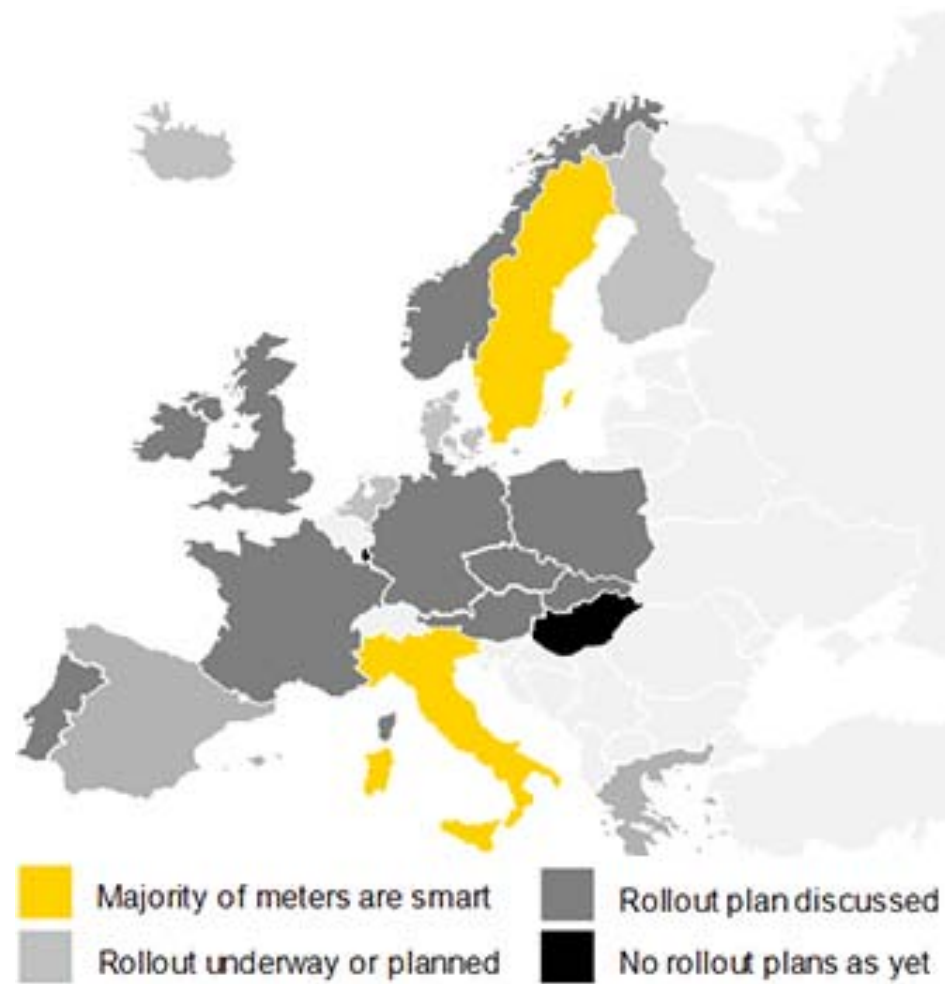 Majority of meters are smart
Rollout plan discussed
Rollout underway or planned
No rollout plans as yet